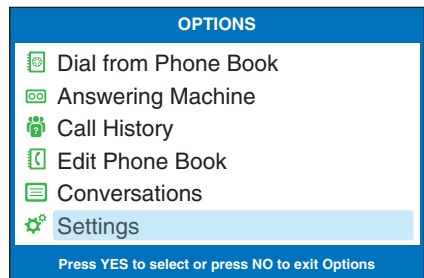 OPTIONS
Dial from Phone Book
Answering Machine
Call History
Edit Phone Book
Conversations
Settings
Press YES to select or press NO to exit Options